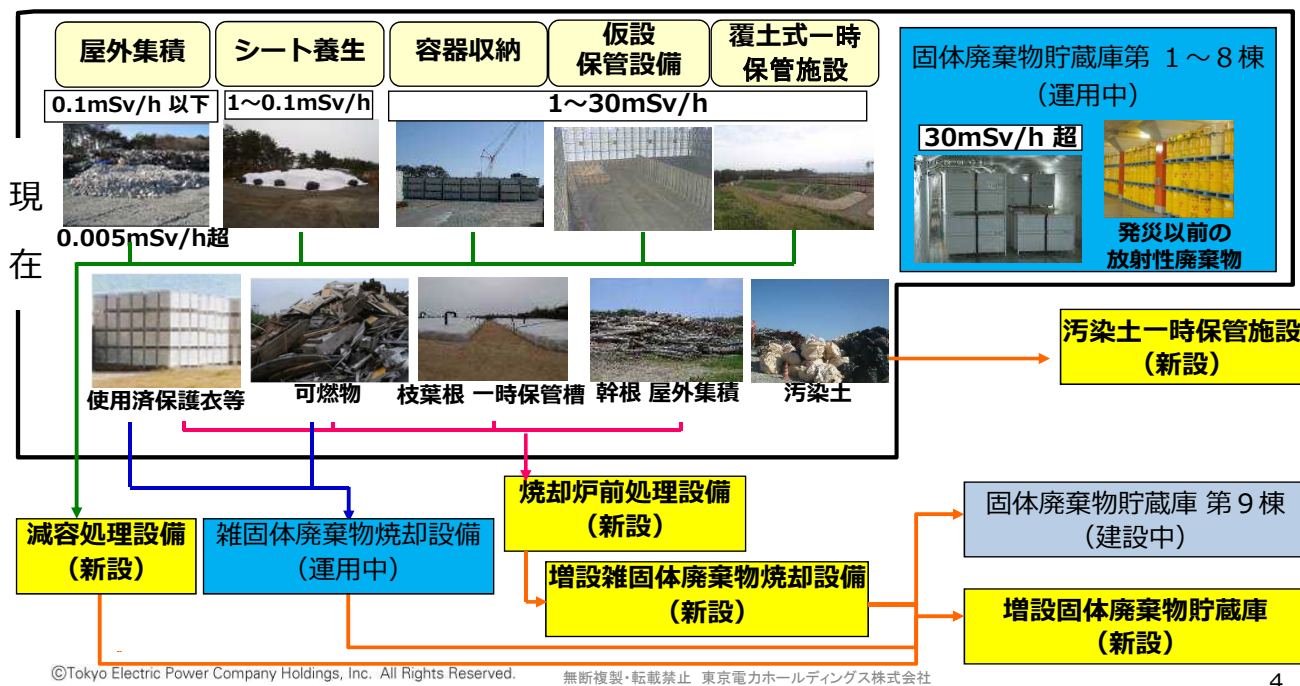 屋外集積
シート養生
容器収納
仮設
保管設備
覆土式一時
保管施設
0.1mSv/h 以下
1～0.1mSv/h
1～30mSv/h
0.005mSv/h超
固体廃棄物貯蔵庫第 1～8棟
（運用中）
30mSv/h 超
発災以前の
放射性廃棄物
現
在
使用済保護衣等
可燃物
枝葉根 一時保管槽
幹根 屋外集積
汚染土
汚染土一時保管施設
（新設）
減容処理設備
（新設）
雑固体廃棄物焼却設備
（運用中）
焼却炉前処理設備
（新設）
増設雑固体廃棄物焼却設備
（新設）
固体廃棄物貯蔵庫 第９棟
（建設中）
増設固体廃棄物貯蔵庫
（新設）
©Tokyo Electric Power Company Holdings, Inc. All Rights Reserved.
無断複製・転載禁止 東京電力ホールディングス株式会社
4